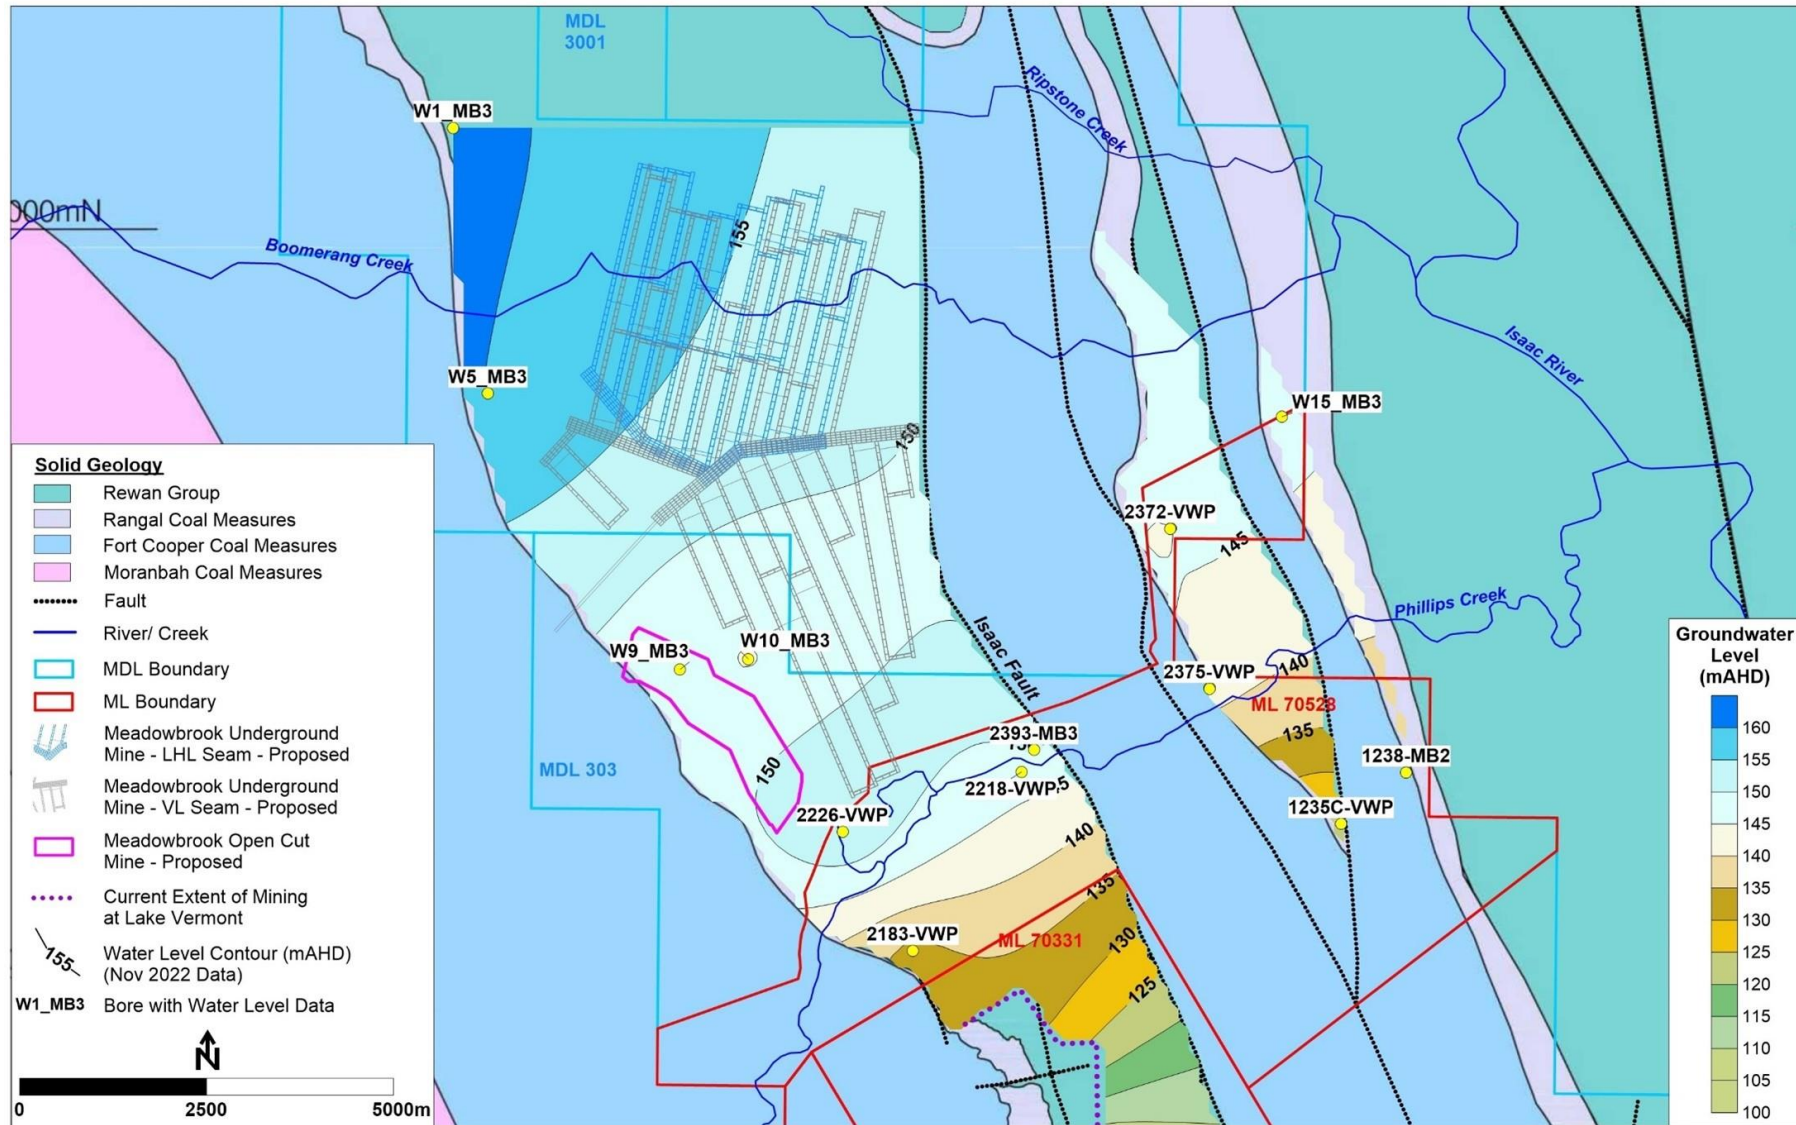 MDL
3001
W1_MB3
Ripstone Creek
000mN
Boomerang Creek
155
Isaac River
W5_MB3
W15_MB3
150
2372-VWP
145
Phillips Creek
Isaac Fault
W9_MB3
W10_MB3
140
2375-VWP
ML 70528
135
2393-MB3
1238-MB2
MDL 303
150
2218-VWP
2226-VWP
1235C-VWP
140
135
2183-VWP
ML 70331
130
125
Solid Geology
Rewan Group
Rangal Coal Measures
Fort Cooper Coal Measures
Moranbah Coal Measures
Fault
River/ Creek
MDL Boundary
ML Boundary
Meadowbrook Underground
Mine - LHL Seam - Proposed
Meadowbrook Underground
Mine - VL Seam - Proposed
Meadowbrook Open Cut
Mine - Proposed
Current Extent of Mining
at Lake Vermont
155
Water Level Contour (mAHD)
(Nov 2022 Data)
W1_MB3 Bore with Water Level Data
N
0 2500 5000m
Groundwater
Level
(mAHD)
160
155
150
145
140
135
130
125
120
115
110
105
100